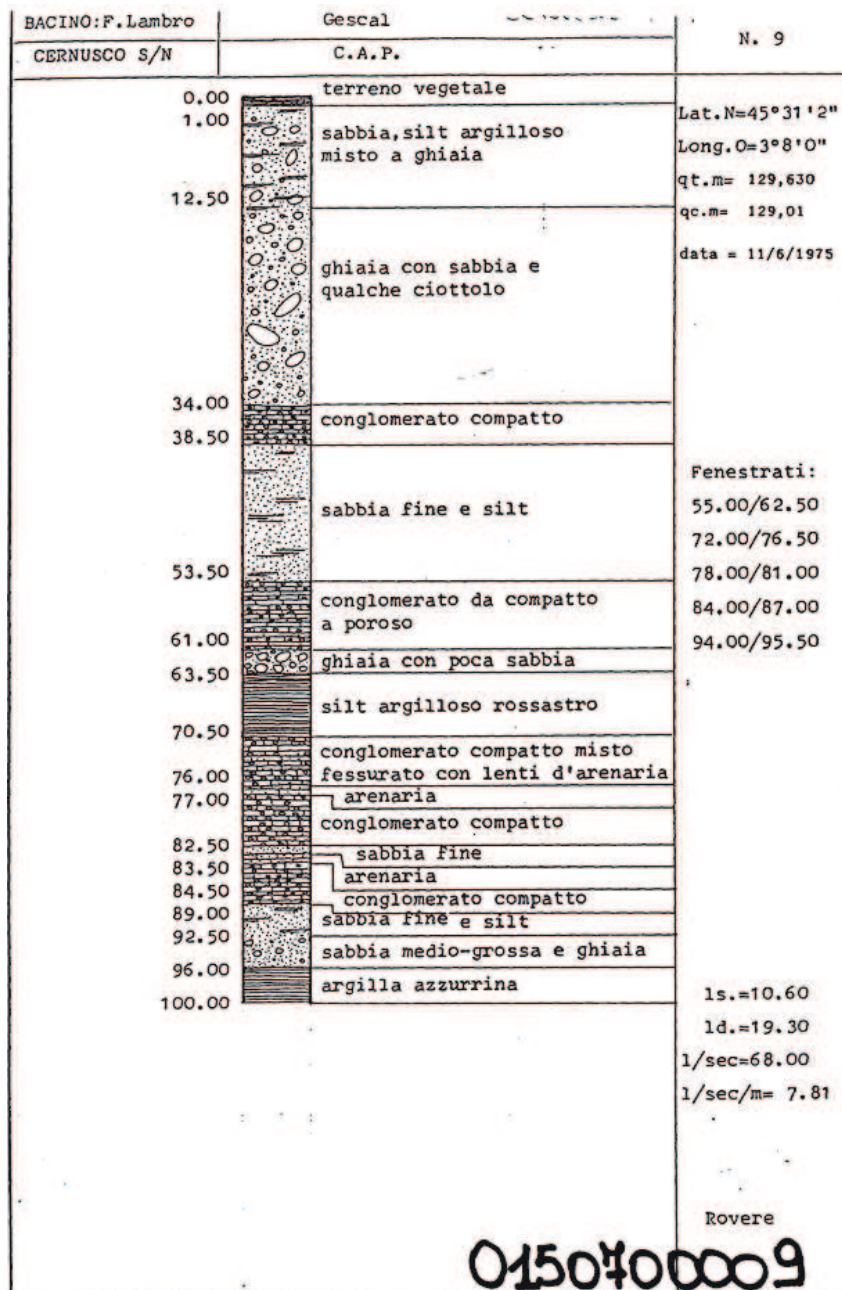 BACINO:F.Lambro
Gescal
N. 9
CERNUSCO S/N
C.A.P.
terreno vegetale
0.00
1.00
sabbia,silt argilloso
misto a ghiaia
12.50
ghiaia con sabbia e
qualche ciottolo
34.00
conglomerato compatto
38.50
sabbia fine e silt
53.50
conglomerato da compatto
a poroso
61.00
ghiaia con poca sabbia
63.50
silt argilloso rossastro
70.50
conglomerato compatto misto
fessurato con lenti d'arenaria
76.00
77.00
arenaria
conglomerato compatto
82.50
sabbia fine
83.50
arenaria
84.50
conglomerato compatto
89.00
sabbia fine e silt
92.50
sabbia medio-grossa e ghiaia
96.00
argilla azzurrina
100.00
Lat.N=45°31'2"
Long.O=3°8'0"
qt.m= 129,630
qc.m= 129,01
data = 11/6/1975
Fenestrati:
55.00/62.50
72.00/76.50
78.00/81.00
84.00/87.00
94.00/95.50
ls.=10.60
ld.=19.30
l/sec=68.00
l/sec/m= 7.81
Rovere
0150700009